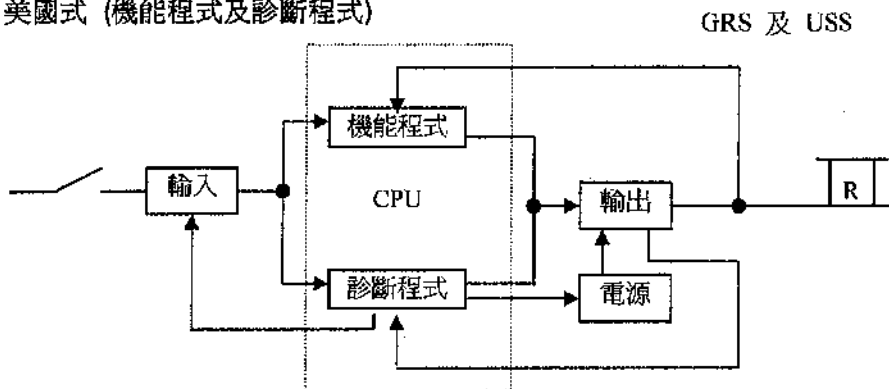 美國式 (機能程式及診斷程式)
GRS 及 USS
機能程式
輸入
CPU
輸出
R
診斷程式
電源